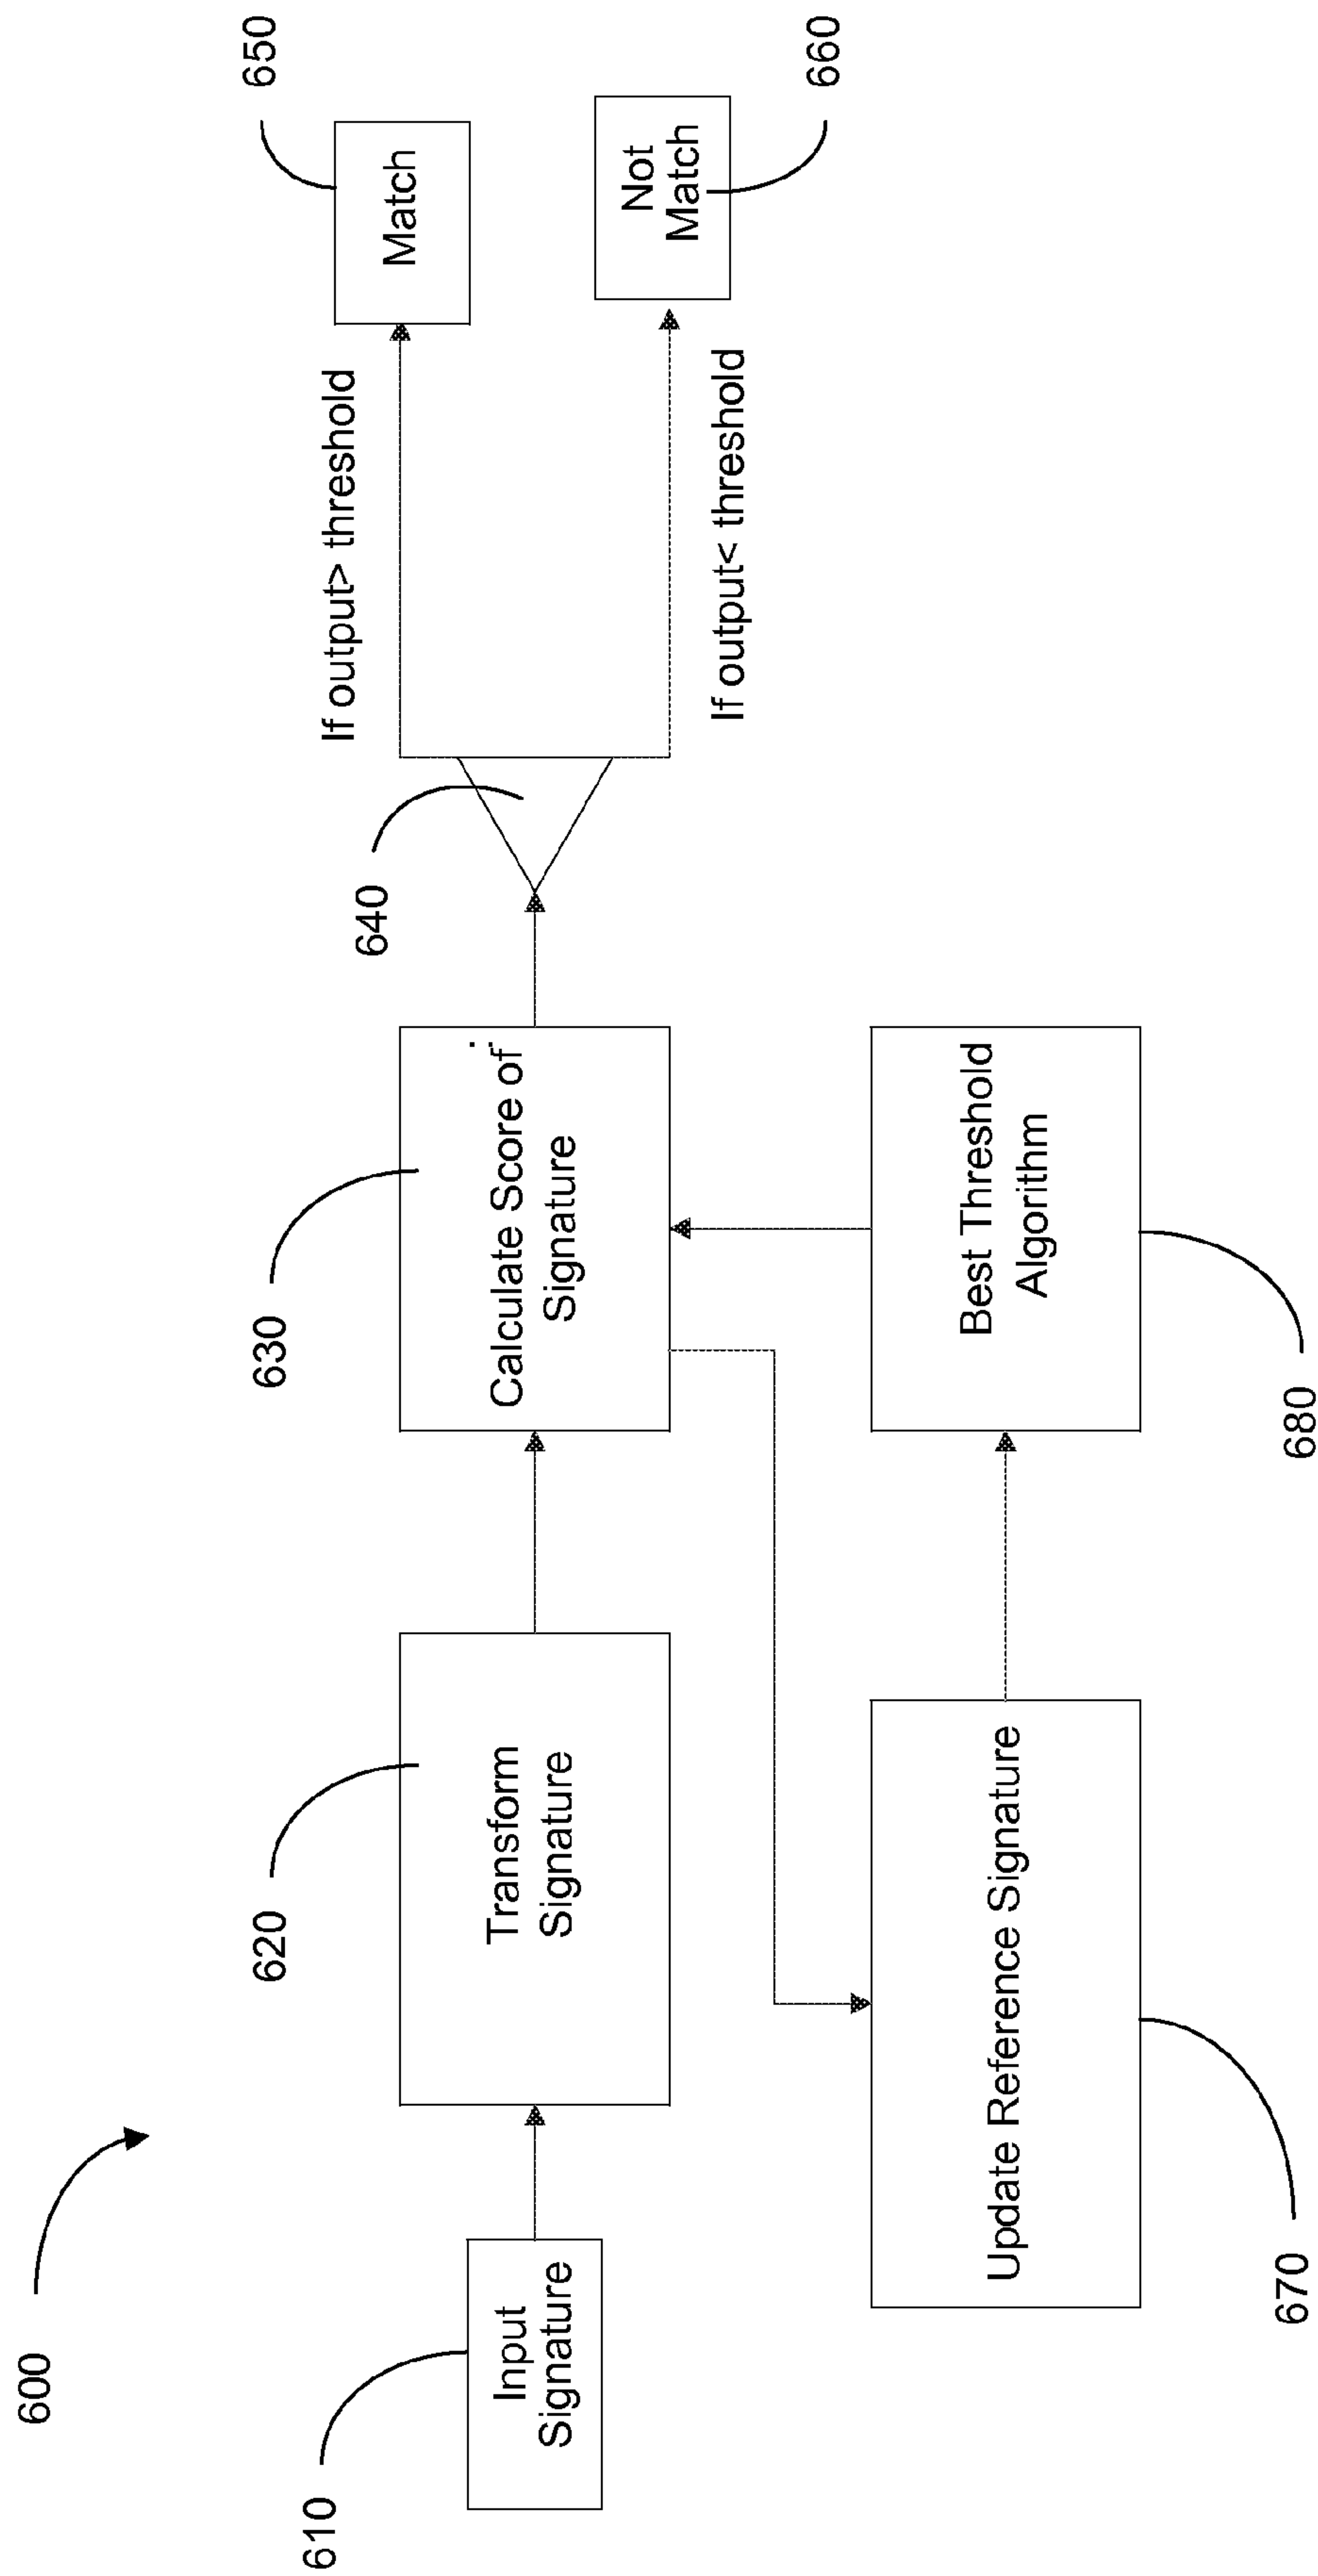 600
610
Input
Signature
620
Transform
Signature
630
Calculate Score of
Signature
640
If output> threshold
650
Match
If output< threshold
660
Not
Match
670
Update Reference Signature
680
Best Threshold
Algorithm